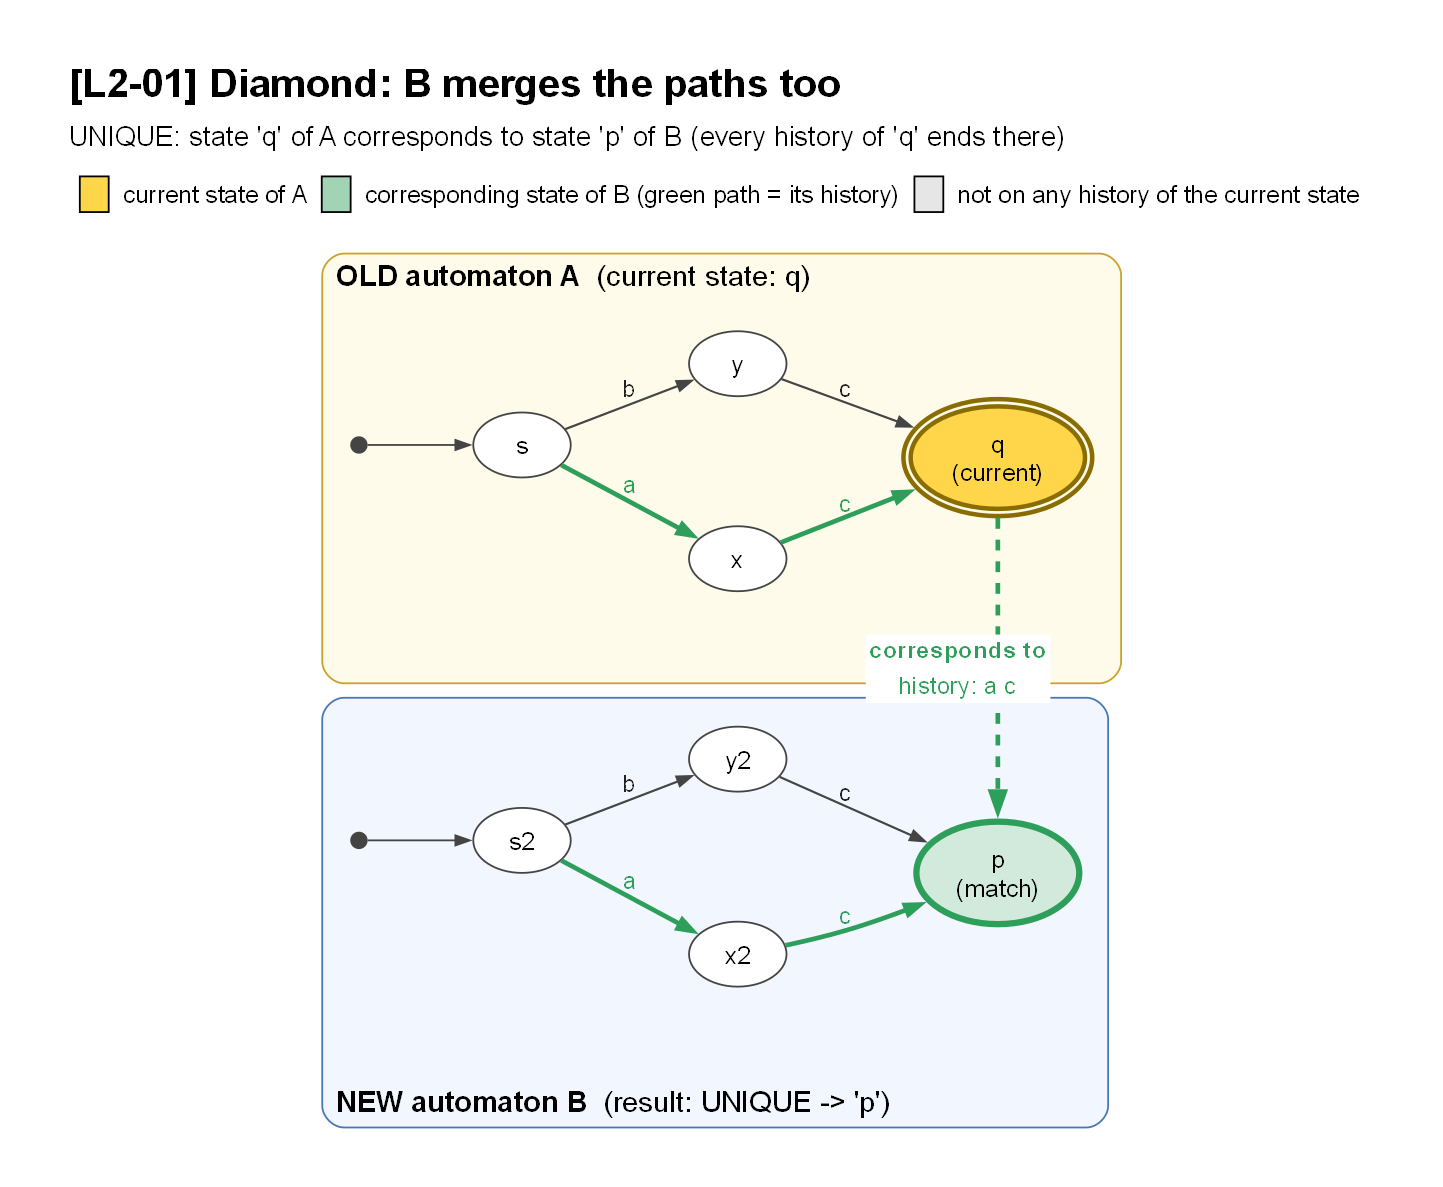 [L2-01] Diamond: B merges the paths too
UNIQUE: state 'q' of A corresponds to state 'p' of B (every history of 'q' ends there)
current state of A
corresponding state of B (green path = its history)
not on any history of the current state
OLD automaton A (current state: q)
y
b
c
s
q
(current)
a
c
x
corresponds to
history: a c
y2
b
c
s2
p
(match)
a
c
x2
NEW automaton B (result: UNIQUE -> 'p')